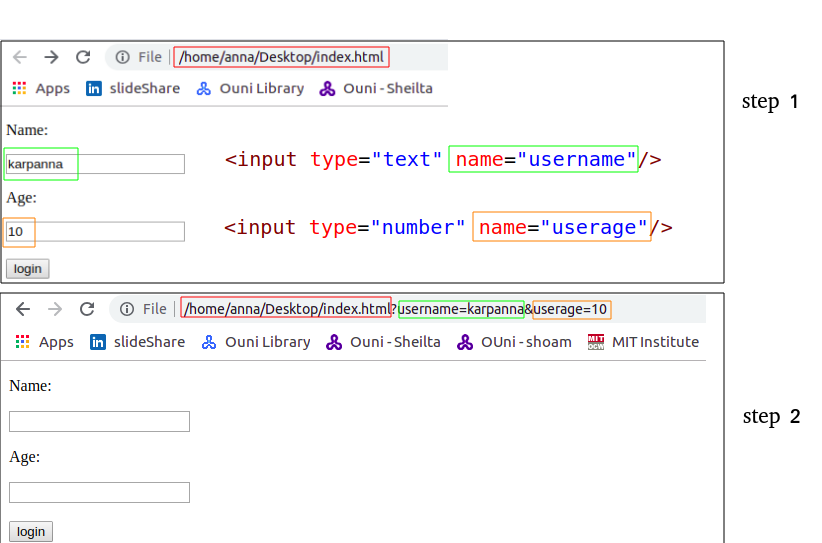 File /home/anna/Desktop/index.html
Apps slideShare Ouni Library Ouni - Sheilta
step 1
Name:
karpanna <input type="text" name="username"/>
Age:
10 <input type="number" name="userage"/>
login
File /home/anna/Desktop/index.html?username=karpanna&userage=10
Apps slideShare Ouni Library Ouni - Sheilta OUni - shoam MIT Institute
Name:
step 2
Age:
login